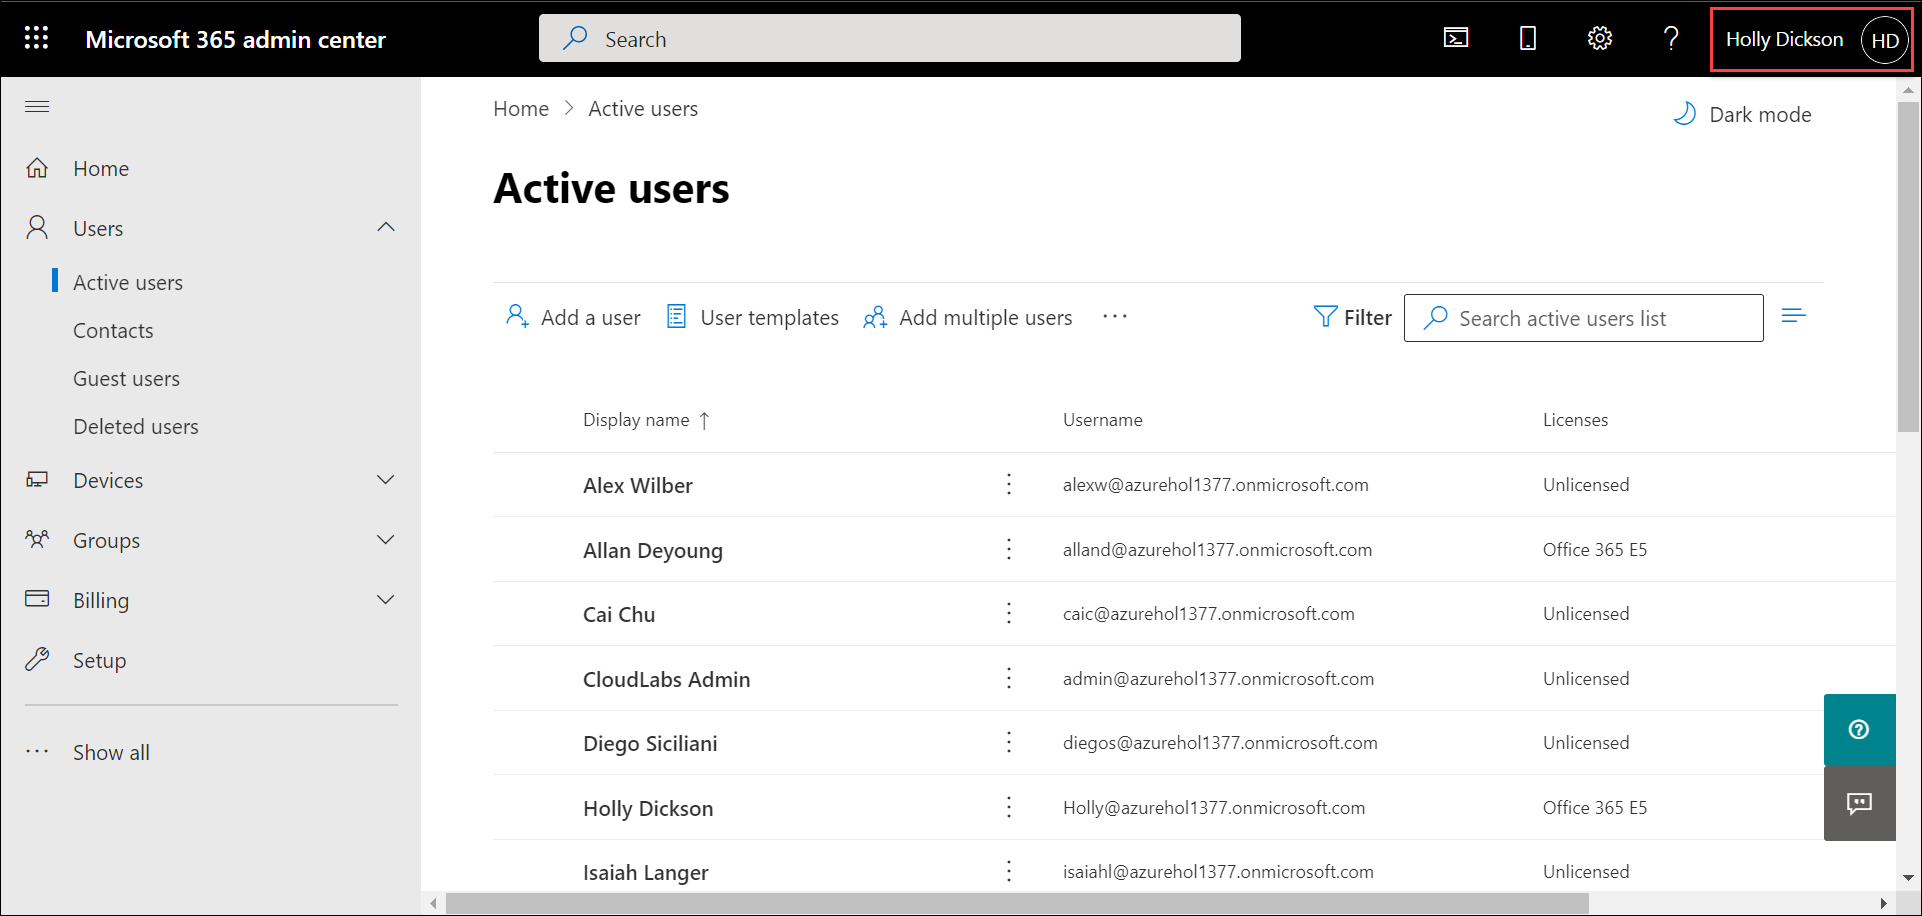 Microsoft 365 admin center
Search
Holly Dickson
HD
Home
Users
Active users
Contacts
Guest users
Deleted users
Devices
Groups
Billing
Setup
Show all
Home > Active users
Dark mode
Active users
Add a user
User templates
Add multiple users
Filter
Search active users list
Display name ↑ Username Licenses
Alex Wilber alexw@azurehol1377.onmicrosoft.com Unlicensed
Allan Deyoung alland@azurehol1377.onmicrosoft.com Office 365 E5
Cai Chu caic@azurehol1377.onmicrosoft.com Unlicensed
CloudLabs Admin admin@azurehol1377.onmicrosoft.com Unlicensed
Diego Siciliani diegos@azurehol1377.onmicrosoft.com Unlicensed
Holly Dickson Holly@azurehol1377.onmicrosoft.com Office 365 E5
Isaiah Langer isaiahl@azurehol1377.onmicrosoft.com Unlicensed